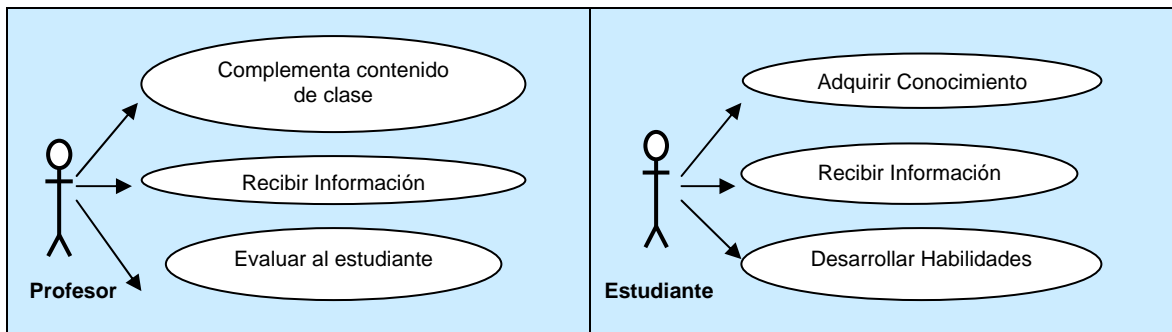 Complementa contenido
de clase
Recibir Información
Evaluar al estudiante
Profesor
Adquirir Conocimiento
Recibir Información
Desarrollar Habilidades
Estudiante